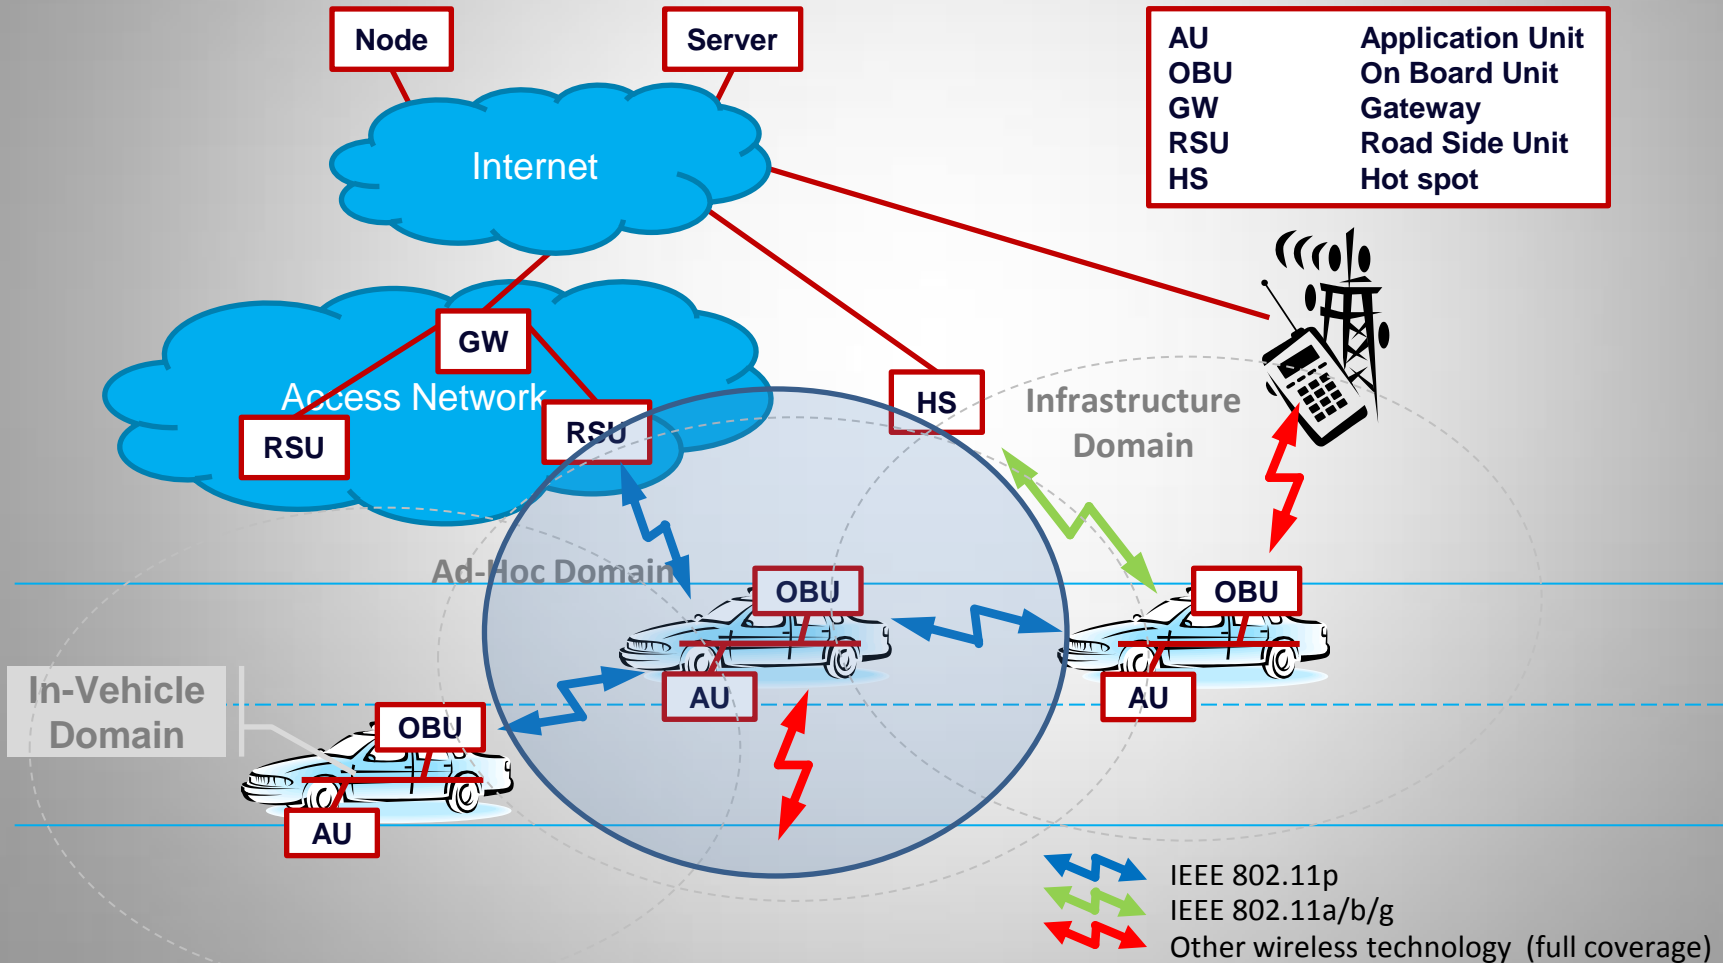 Node
Server
AU Application Unit
OBU On Board Unit
GW Gateway
RSU Road Side Unit
HS Hot spot
Internet
GW
Access Network
RSU
RSU
HS
Infrastructure
Domain
Ad-Hoc Domain
OBU
AU
OBU
AU
In-Vehicle
Domain
OBU
AU
IEEE 802.11p
IEEE 802.11a/b/g
Other wireless technology (full coverage)